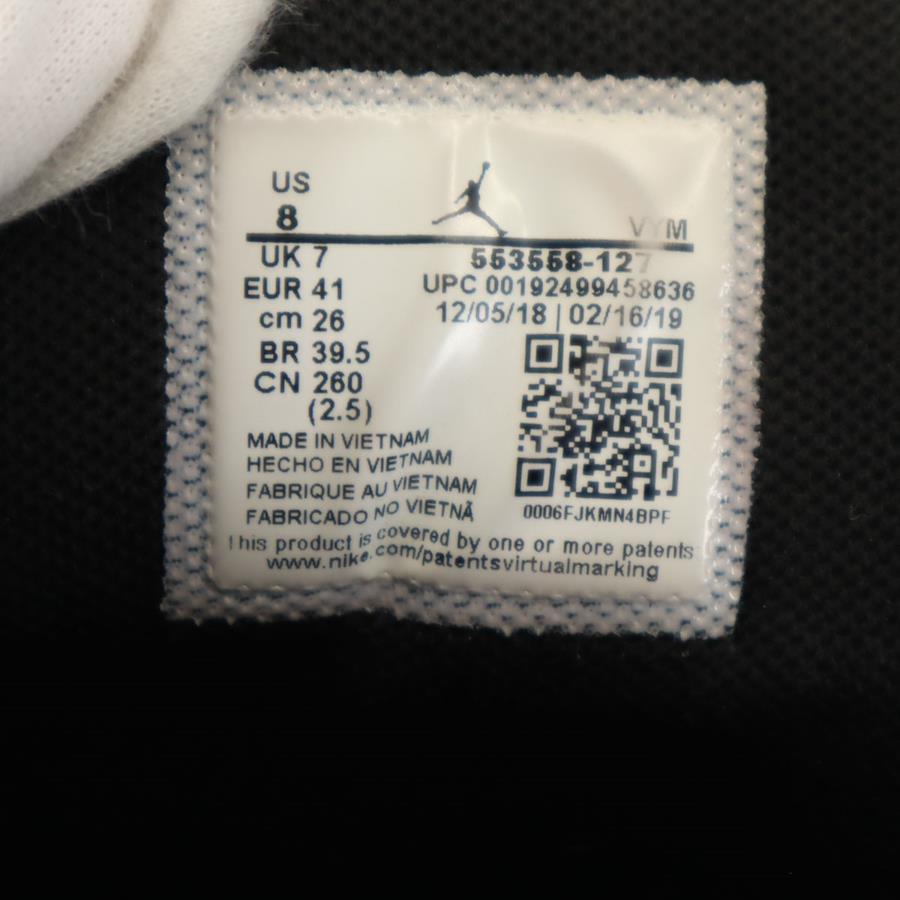 US
8
VYM
UK 7
553558-127
EUR 41
UPC 00192499458636
cm 26
12/05/18 | 02/16/19
BR 39.5
CN 260
(2.5)
MADE IN VIETNAM
HECHO EN VIETNAM
FABRIQUE AU VIETNAM
FABRICADO NO VIETNÃ
0006FJKMN4BPF
This product is covered by one or more patents
www.nike.com/patentsvirtualmarking